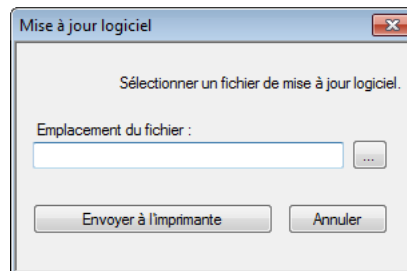 Mise à jour logiciel
Sélectionner un fichier de mise à jour logiciel.
Emplacement du fichier :
...
Envoyer à l'imprimante Annuler